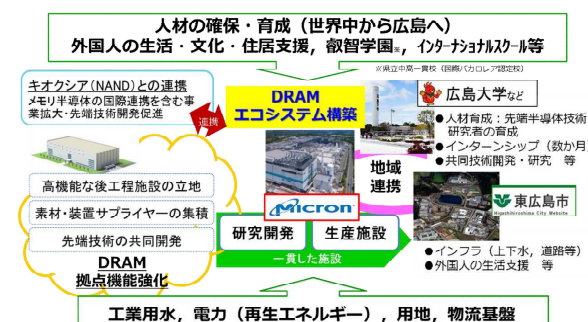 人材の確保・育成（世界中から広島へ）
外国人の生活・文化・住居支援，叡智学園※，ｲﾝﾀｰﾅｼｮﾅﾙｽｸｰﾙ等
※県立中高一貫校（国際バカロレア認定校）
キオクシア（NAND）との連携
メモリ半導体の国際連携を含む事
業拡大・先端技術開発促進
連携
DRAM
エコシステム構築
広島大学など
●人材育成：先端半導体技術
研究者の育成
●インターンシップ（数か月）
●共同技術開発・研究　等
地域
連携
高機能な後工程施設の立地
素材・装置サプライヤーの集積
先端技術の共同開発
DRAM
拠点機能強化
Micron
研究開発
生産施設
一貫した施設
東広島市
Higashihiroshima City Website
●インフラ（上下水，道路等）
●外国人の生活支援　等
工業用水，電力（再生エネルギー），用地，物流基盤